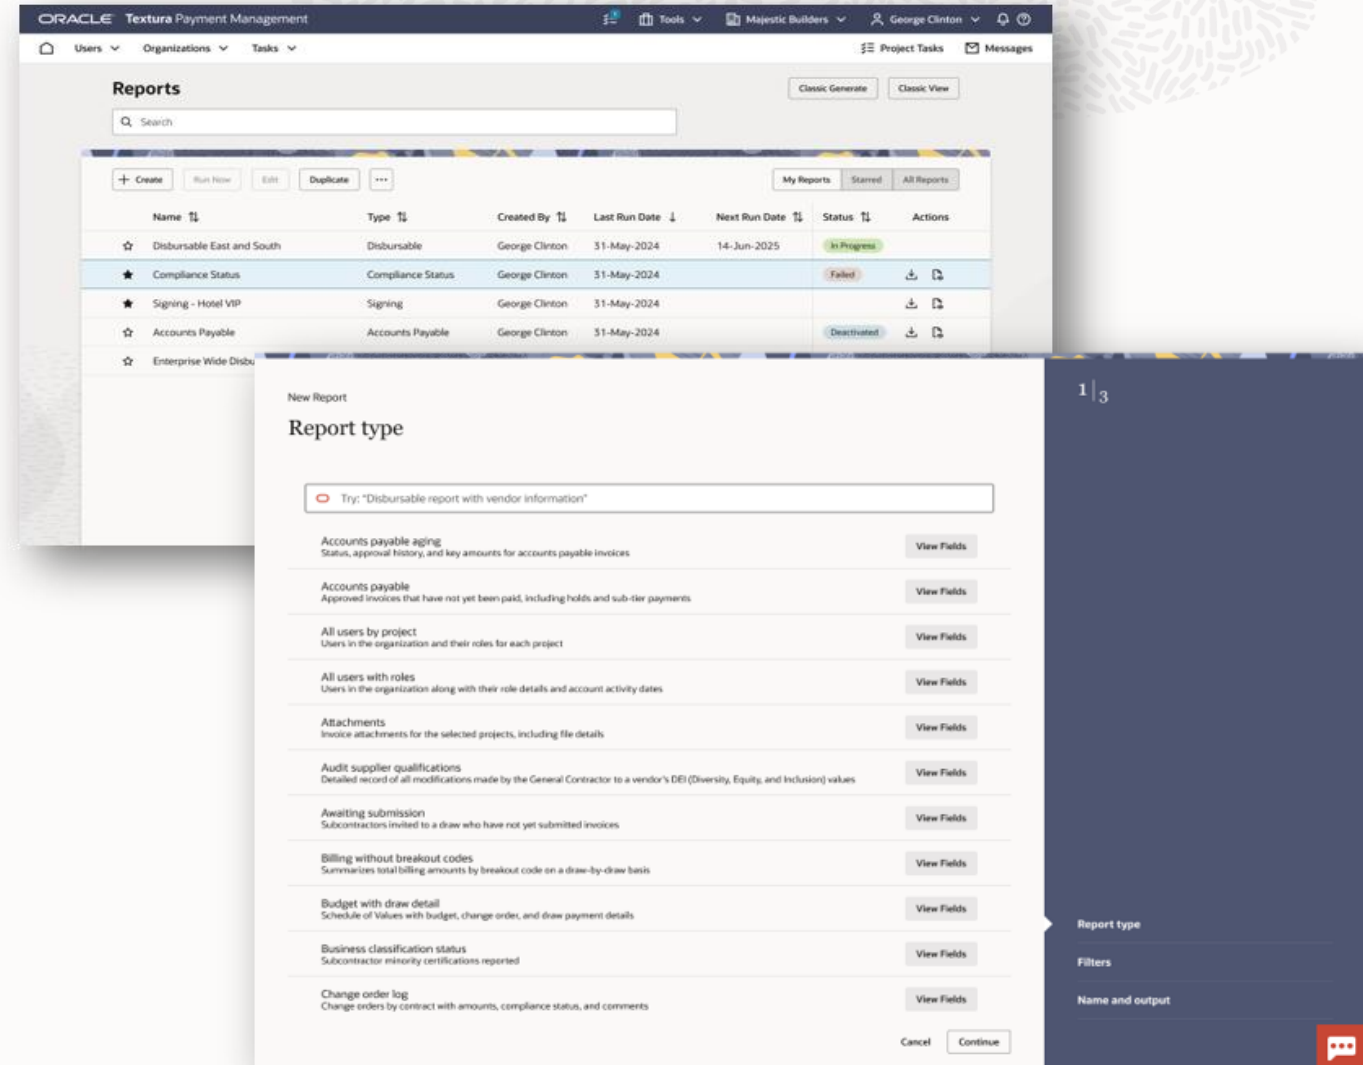 ORACLE Textura Payment Management Tools Majestic Builders George Clinton
Users Organizations Tasks Project Tasks Messages
Reports Classic Generate Classic View
Search
+ Create Run Now Edit Duplicate ... My Reports Starred All Reports
Name Type Created By Last Run Date Next Run Date Status Actions
Disbursable East and South Disbursable George Clinton 31-May-2024 14-Jun-2025 In Progress
Compliance Status Compliance Status George Clinton 31-May-2024 Failed
Signing - Hotel VIP Signing George Clinton 31-May-2024
Accounts Payable Accounts Payable George Clinton 31-May-2024 Deactivated
Enterprise Wide Disbu
New Report
Report type
1|3
Try: "Disbursable report with vendor information"
Accounts payable aging
Status, approval history, and key amounts for accounts payable invoices
View Fields
Accounts payable
Approved invoices that have not yet been paid, including holds and sub-tier payments
View Fields
All users by project
Users in the organization and their roles for each project
View Fields
All users with roles
Users in the organization along with their role details and account activity dates
View Fields
Attachments
Invoice attachments for the selected projects, including file details
View Fields
Audit supplier qualifications
Detailed record of all modifications made by the General Contractor to a vendor's DEI (Diversity, Equity, and Inclusion) values
View Fields
Awaiting submission
Subcontractors invited to a draw who have not yet submitted invoices
View Fields
Billing without breakout codes
Summarizes total billing amounts by breakout code on a draw-by-draw basis
View Fields
Budget with draw detail
Schedule of Values with budget, change order, and draw payment details
View Fields
Business classification status
Subcontractor minority certifications reported
View Fields
Change order log
Change orders by contract with amounts, compliance status, and comments
View Fields
Cancel Continue
Report type
Filters
Name and output